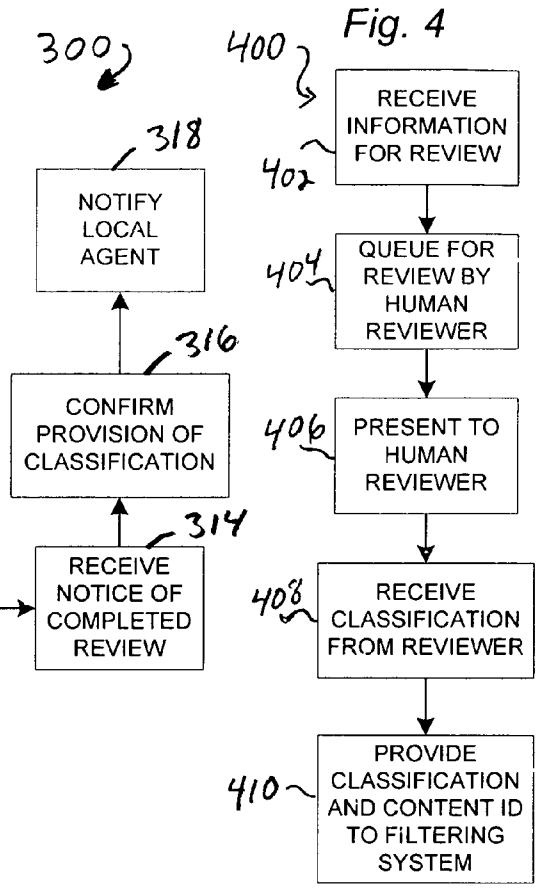 Fig. 4
300
318
NOTIFY
LOCAL
AGENT
316
CONFIRM
PROVISION OF
CLASSIFICATION
314
RECEIVE
NOTICE OF
COMPLETED
REVIEW
400
402
RECEIVE
INFORMATION
FOR REVIEW
404
QUEUE FOR
REVIEW BY
HUMAN
REVIEWER
406
PRESENT TO
HUMAN
REVIEWER
408
RECEIVE
CLASSIFICATION
FROM REVIEWER
410
PROVIDE
CLASSIFICATION
AND CONTENT ID
TO FILTERING
SYSTEM